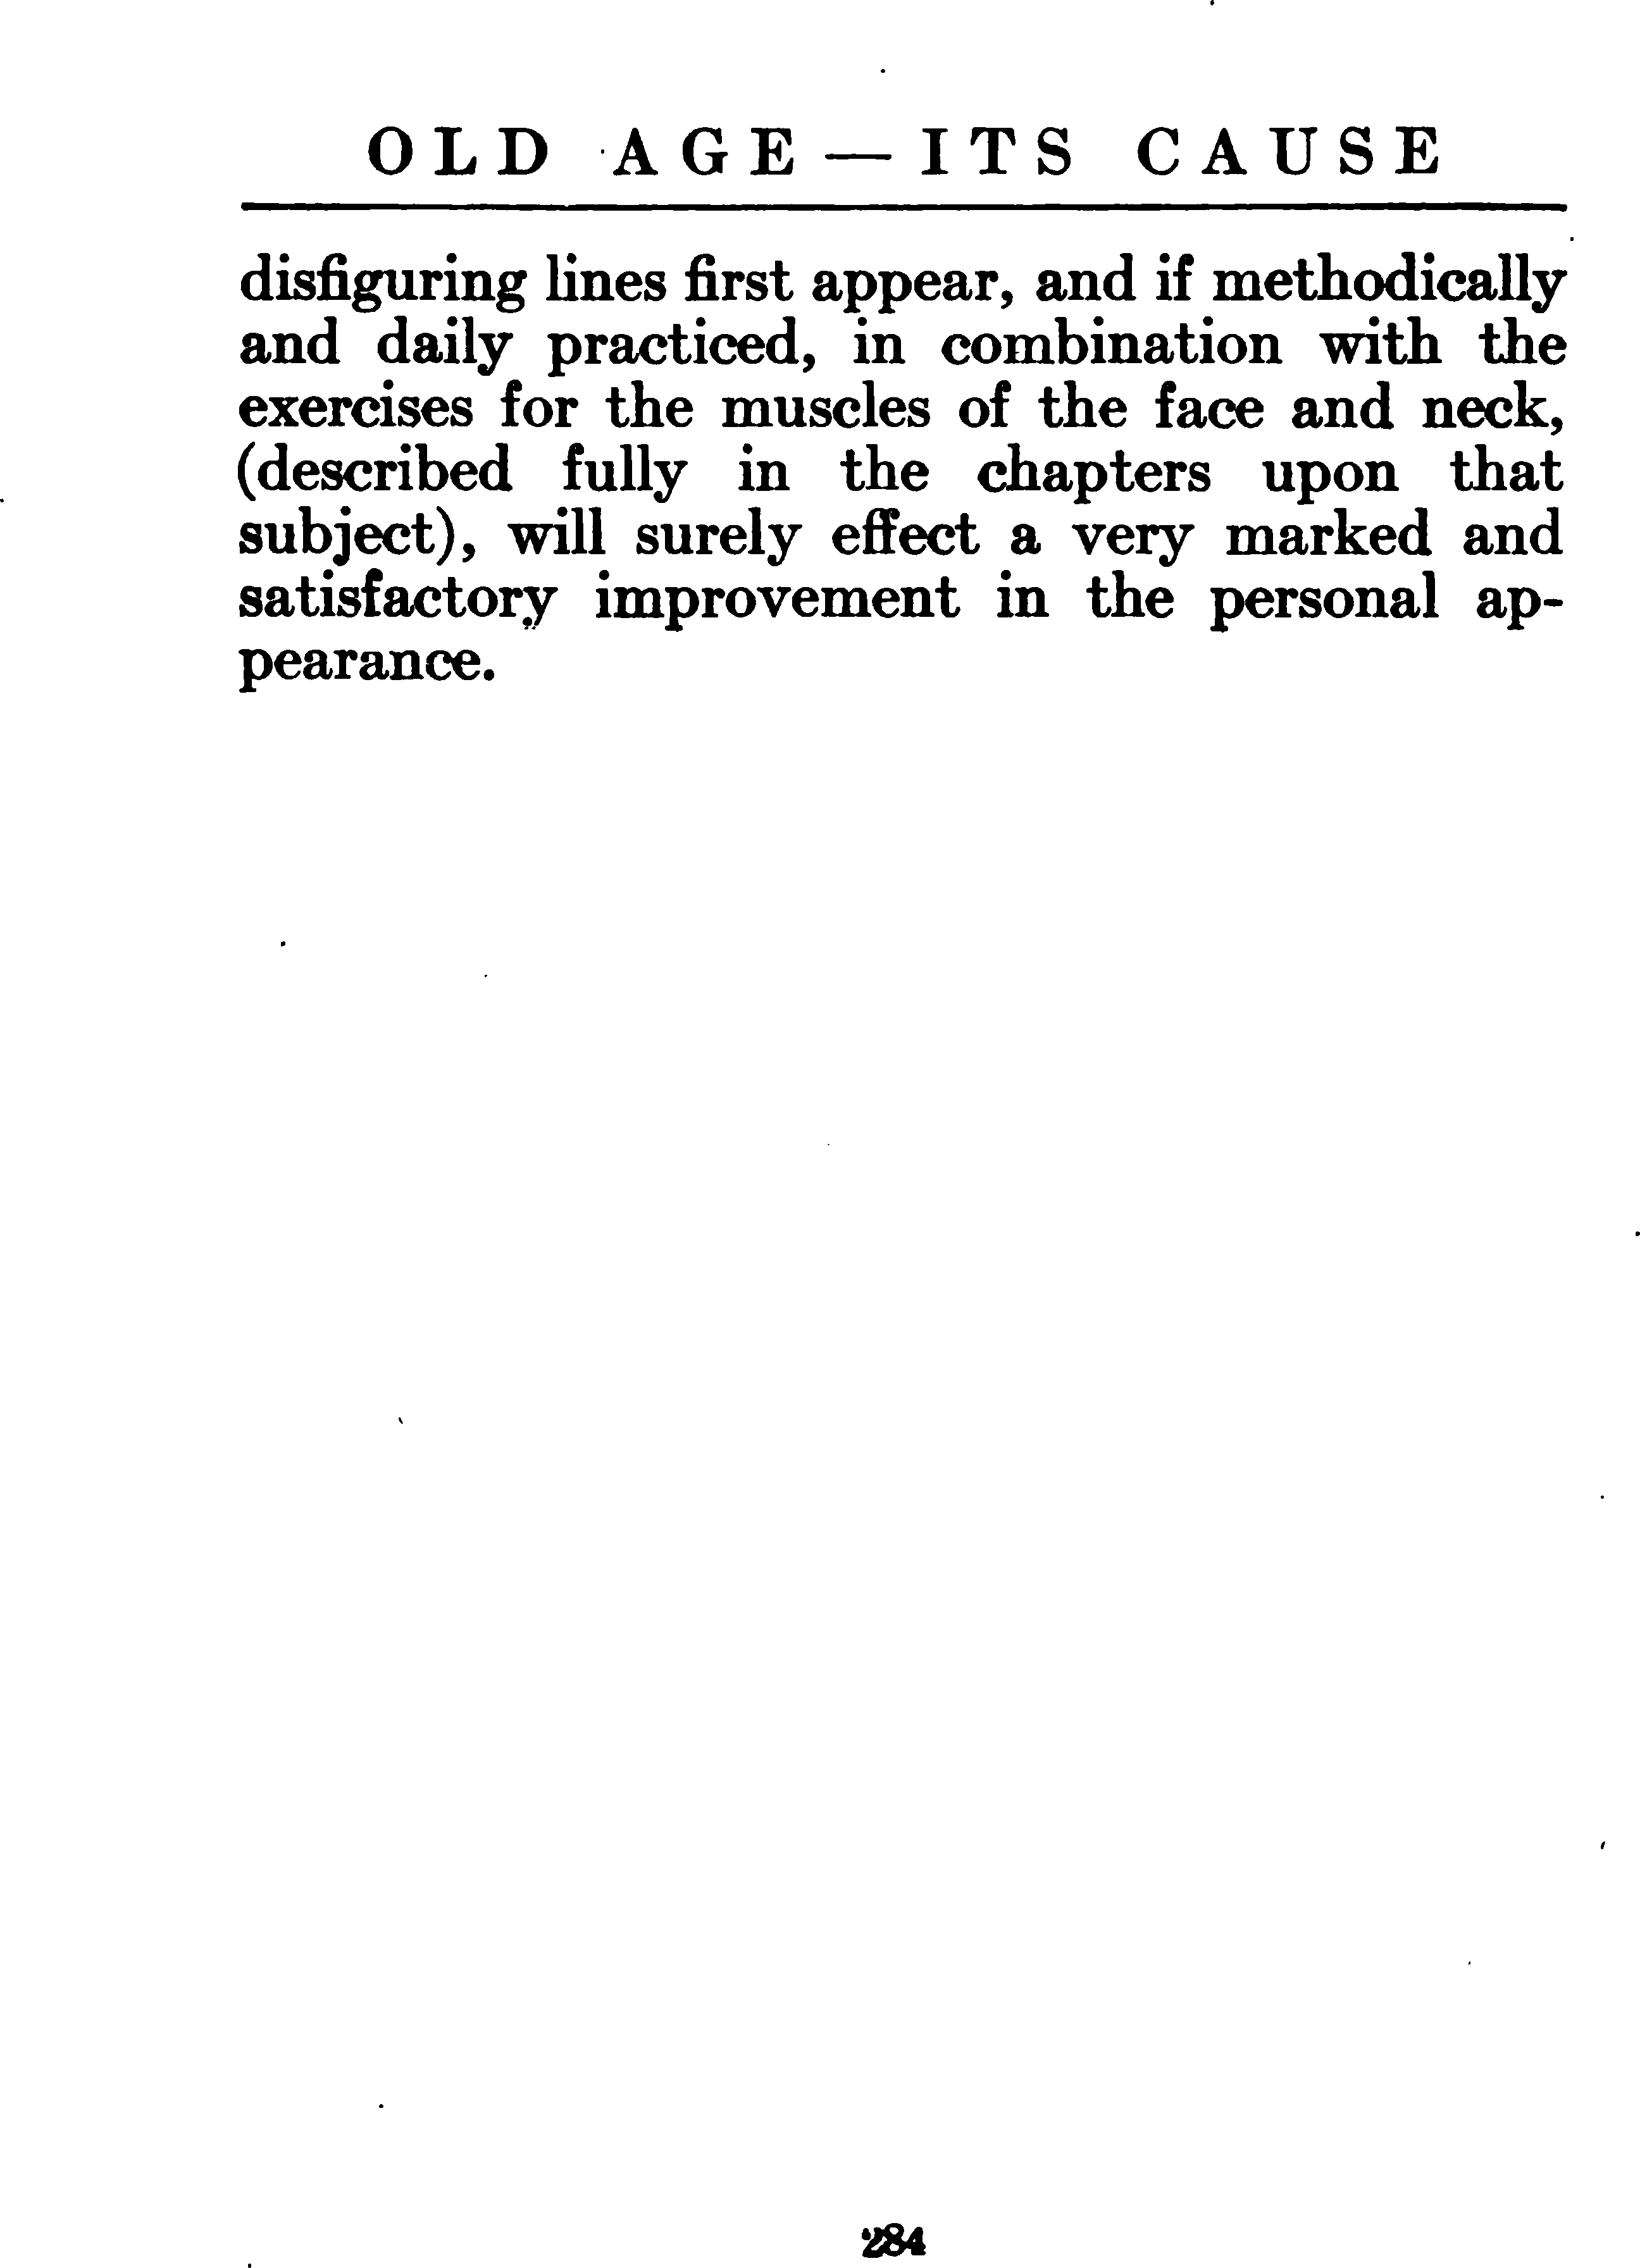 OLD AGE — ITS CAUSE
disfiguring lines first appear, and if methodically
and daily practiced, in combination with the
exercises for the muscles of the face and neck,
(described fully in the chapters upon that
subject), will surely effect a very marked and
satisfactory improvement in the personal ap-
pearance.
284